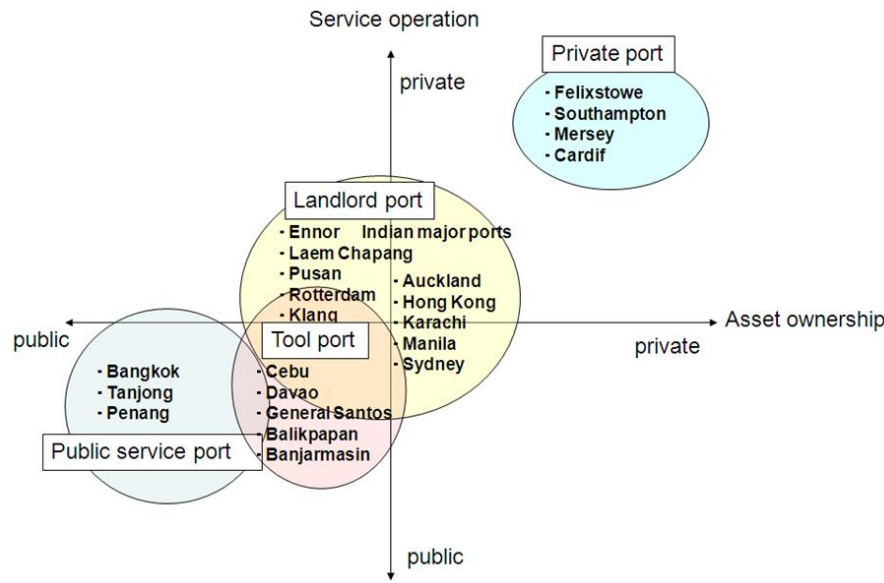 Service operation
Private port
private
- Felixstowe
- Southampton
- Mersey
- Cardif
Landlord port
- Ennor Indian major ports
- Laem Chapang
- Pusan
- Rotterdam
- Klang
- Auckland
- Hong Kong
- Karachi
- Manila
- Sydney
Asset ownership
public
private
Tool port
- Bangkok
- Tanjong
- Penang
- Cebu
- Davao
- General Santos
- Balikpapan
- Banjarmasin
Public service port
public